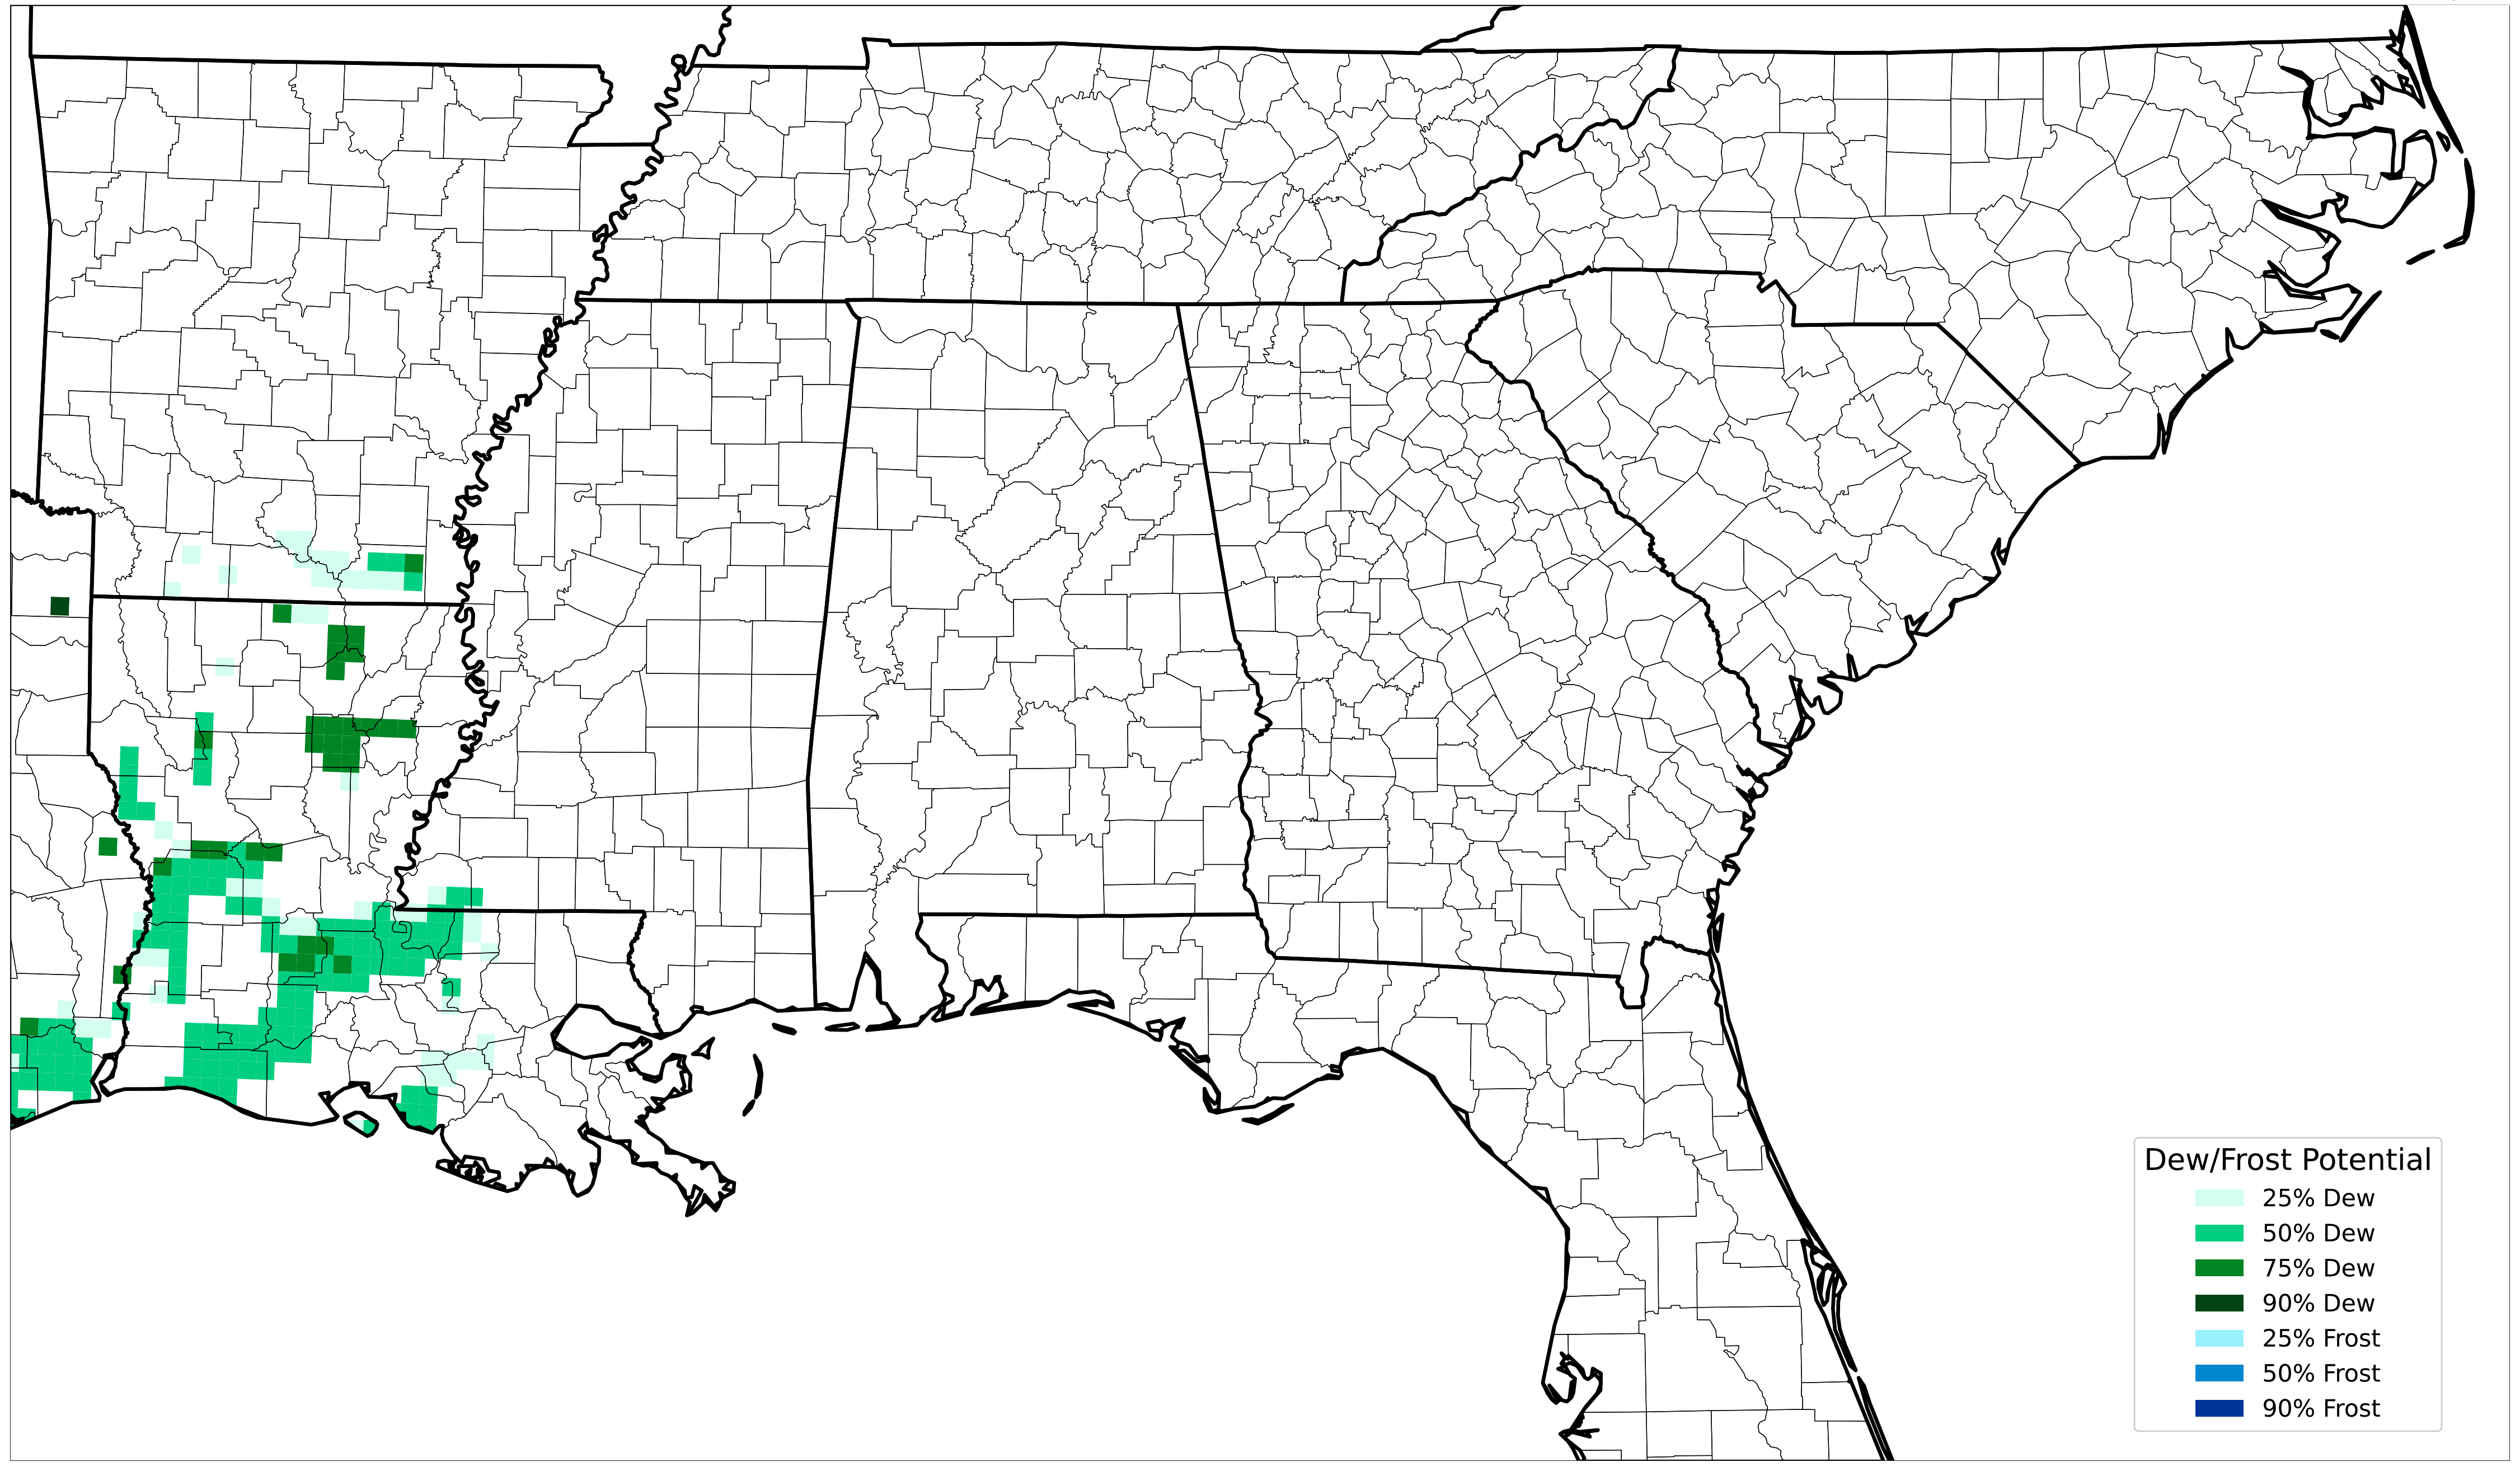 Dew/Frost Potential
25% Dew
50% Dew
75% Dew
90% Dew
25% Frost
50% Frost
90% Frost